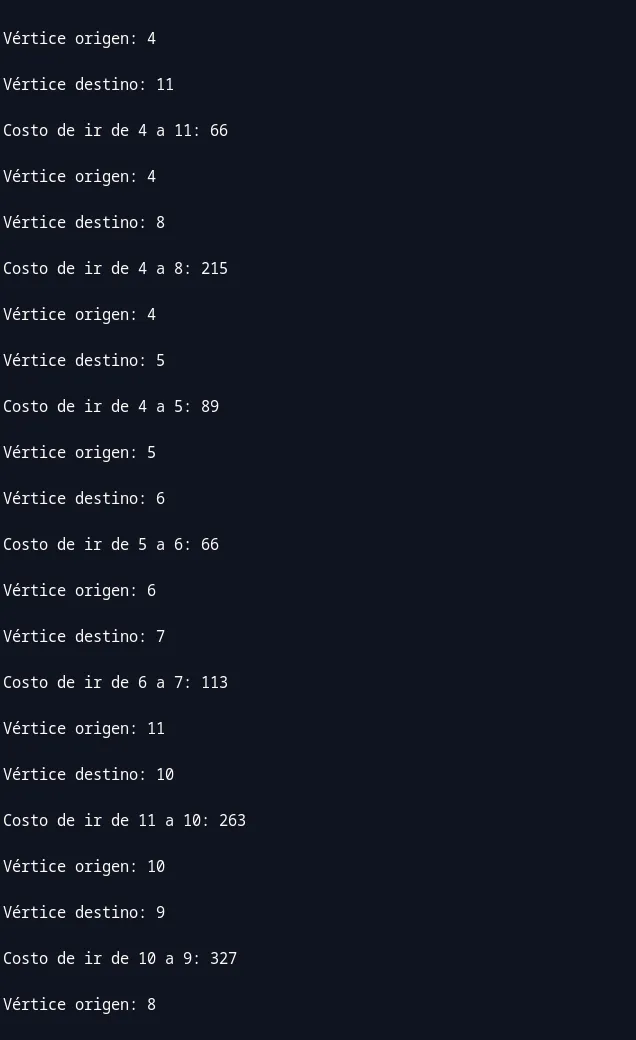 Vértice origen: 4
Vértice destino: 11
Costo de ir de 4 a 11: 66
Vértice origen: 4
Vértice destino: 8
Costo de ir de 4 a 8: 215
Vértice origen: 4
Vértice destino: 5
Costo de ir de 4 a 5: 89
Vértice origen: 5
Vértice destino: 6
Costo de ir de 5 a 6: 66
Vértice origen: 6
Vértice destino: 7
Costo de ir de 6 a 7: 113
Vértice origen: 11
Vértice destino: 10
Costo de ir de 11 a 10: 263
Vértice origen: 10
Vértice destino: 9
Costo de ir de 10 a 9: 327
Vértice origen: 8